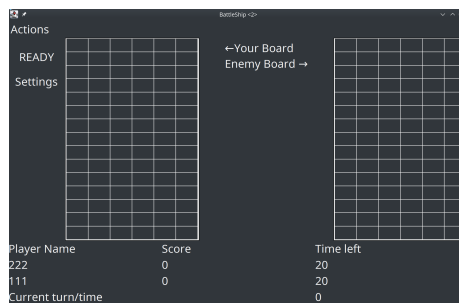 BattleShip <2>
Actions
READY
Settings
←Your Board
Enemy Board →
Player Name Score Time left
222 0 20
111 0 20
Current turn/time 0